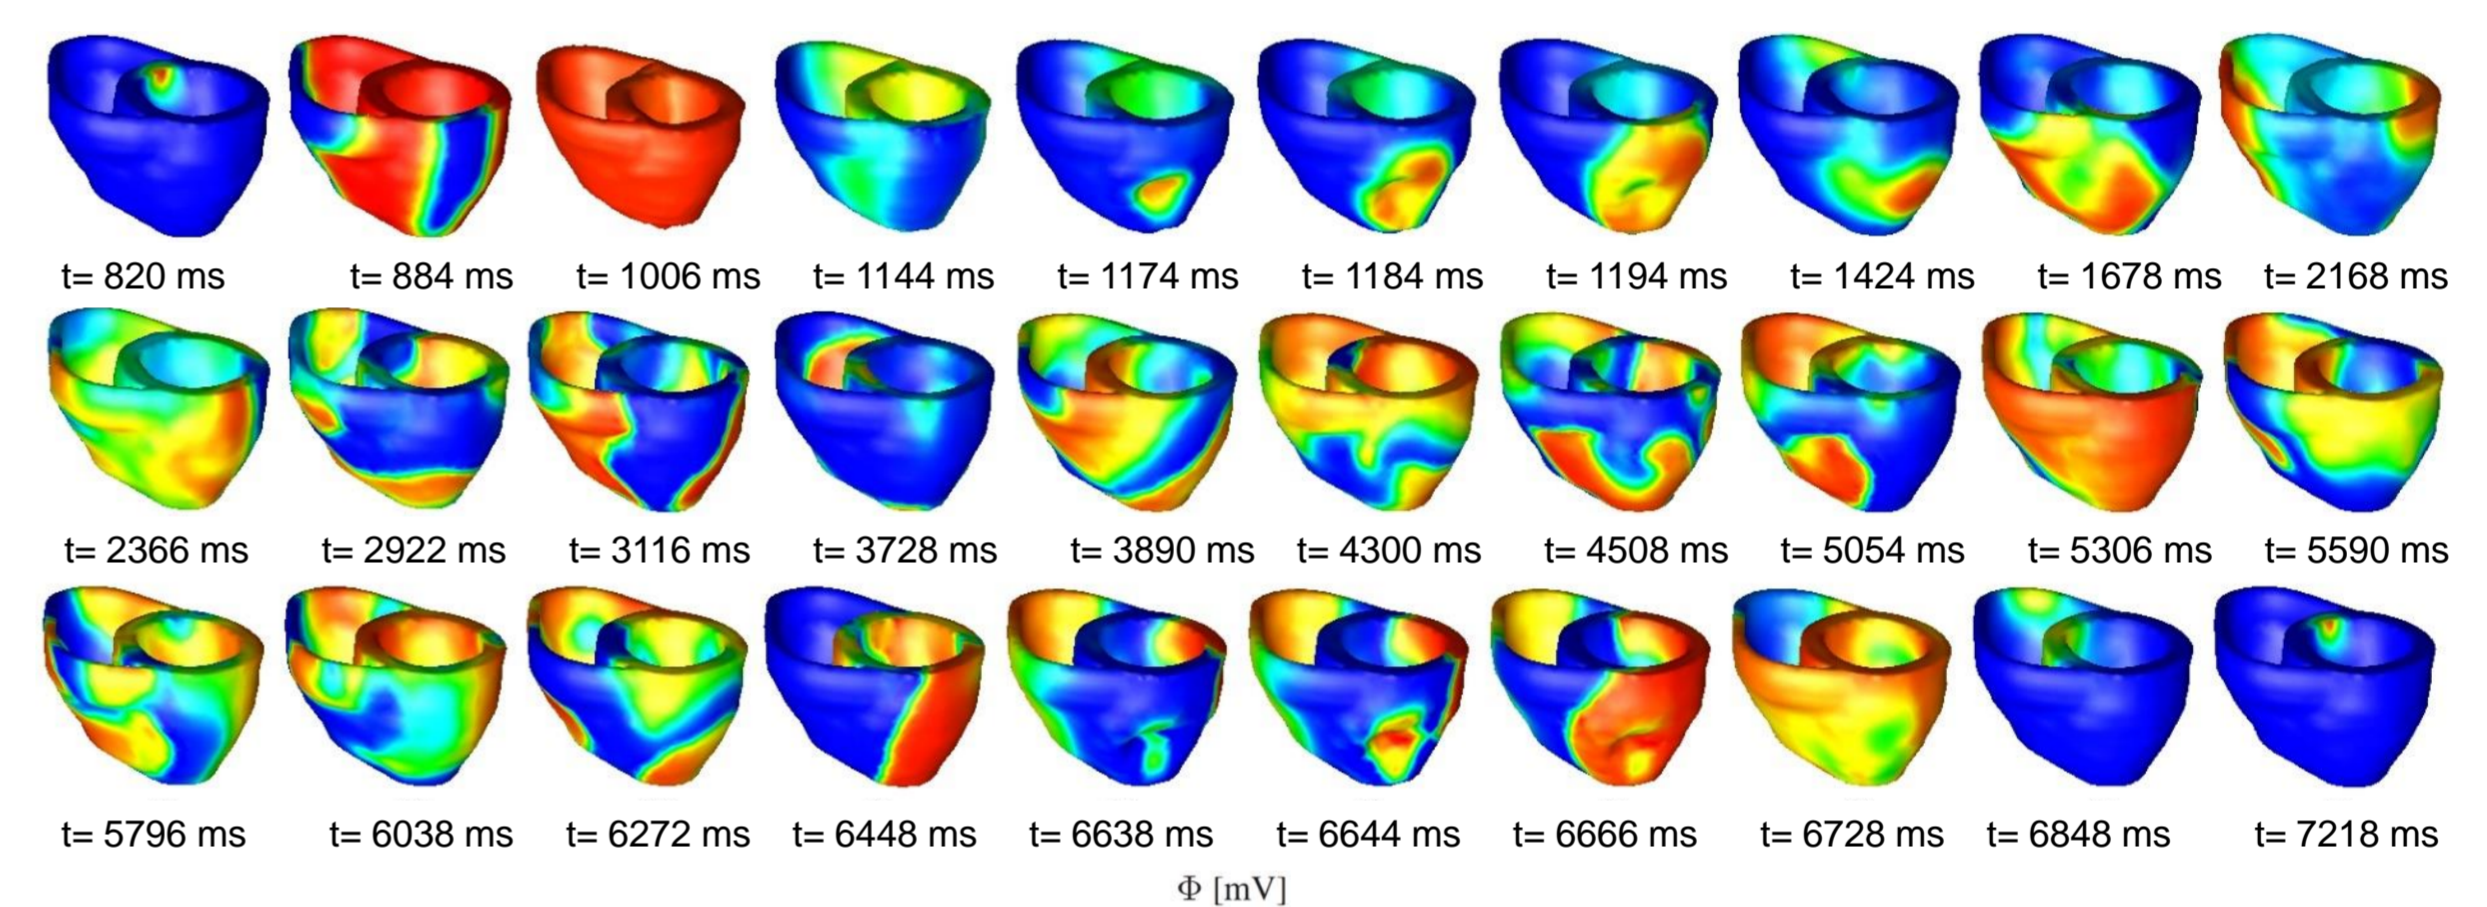 t= 820 ms t= 884 ms t= 1006 ms t= 1144 ms t= 1174 ms t= 1184 ms t= 1194 ms t= 1424 ms t= 1678 ms t= 2168 ms
t= 2366 ms t= 2922 ms t= 3116 ms t= 3728 ms t= 3890 ms t= 4300 ms t= 4508 ms t= 5054 ms t= 5306 ms t= 5590 ms
t= 5796 ms t= 6038 ms t= 6272 ms t= 6448 ms t= 6638 ms t= 6644 ms t= 6666 ms t= 6728 ms t= 6848 ms t= 7218 ms
Φ [mV]